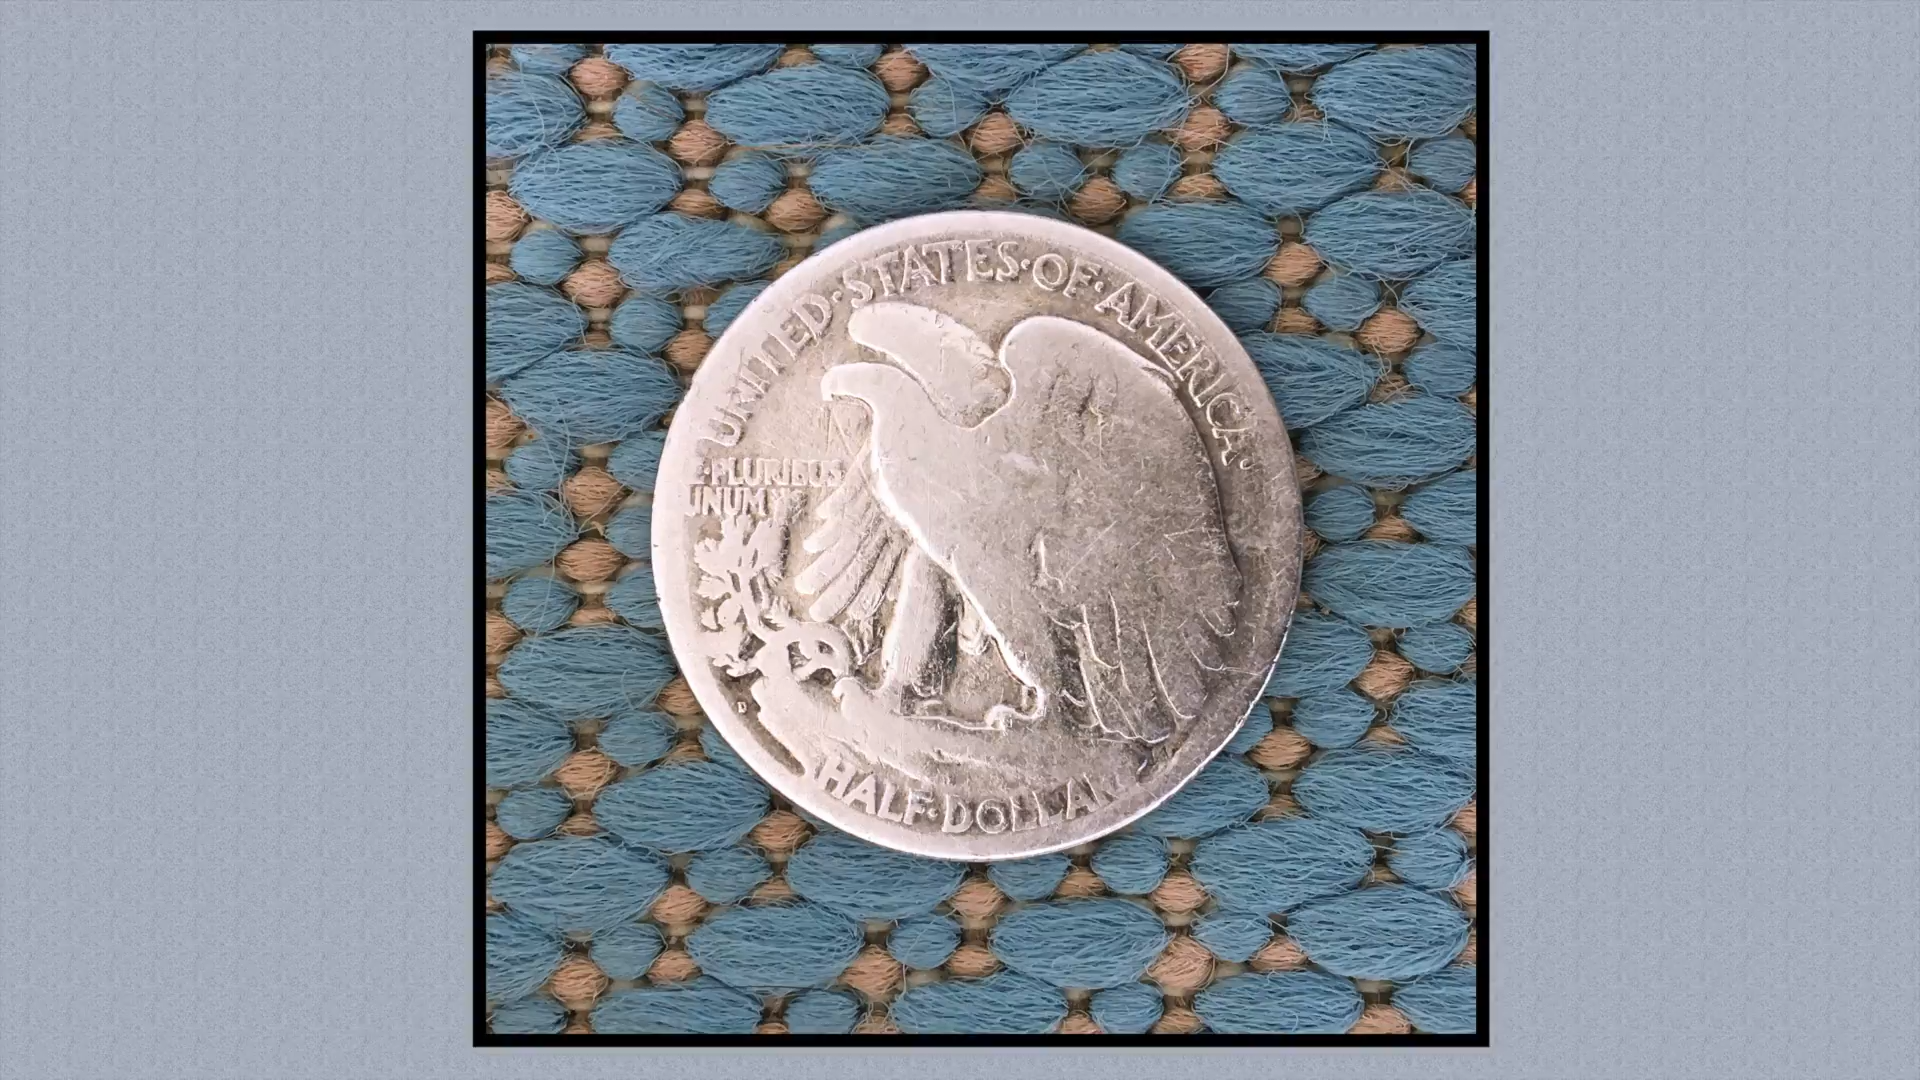 UNITED·STATES·OF·AMERICA·
E·PLURIBUS
UNUM
D
HALF·DOLLAR